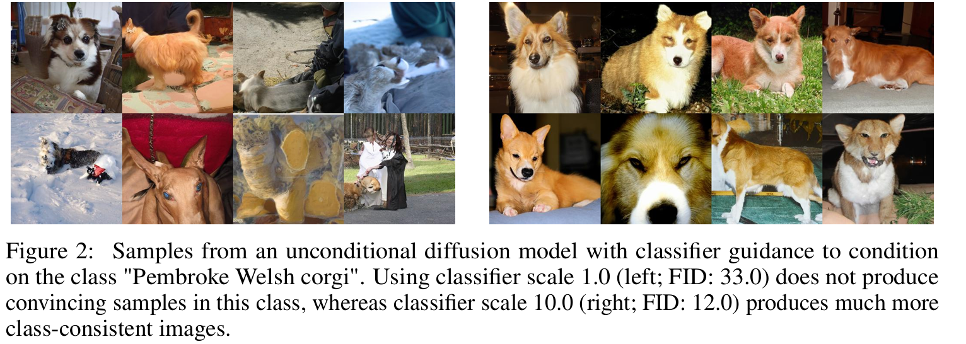 Figure 2: Samples from an unconditional diffusion model with classifier guidance to condition
on the class "Pembroke Welsh corgi". Using classifier scale 1.0 (left; FID: 33.0) does not produce
convincing samples in this class, whereas classifier scale 10.0 (right; FID: 12.0) produces much more
class-consistent images.